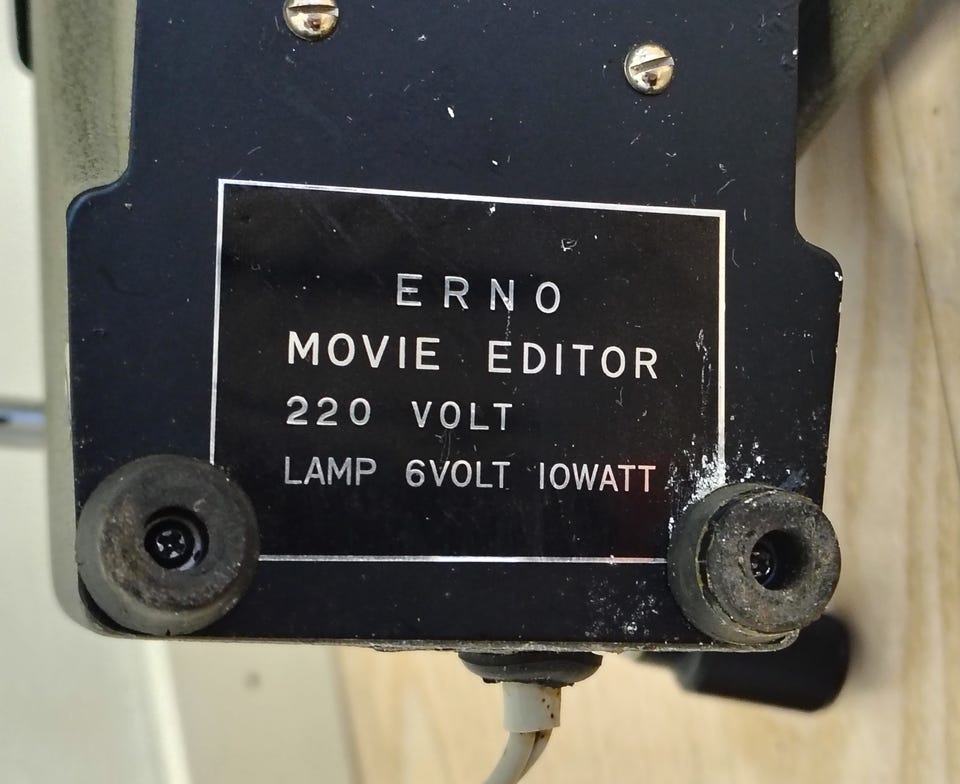 ERNO
MOVIE EDITOR
220 VOLT
LAMP 6VOLT 10WATT